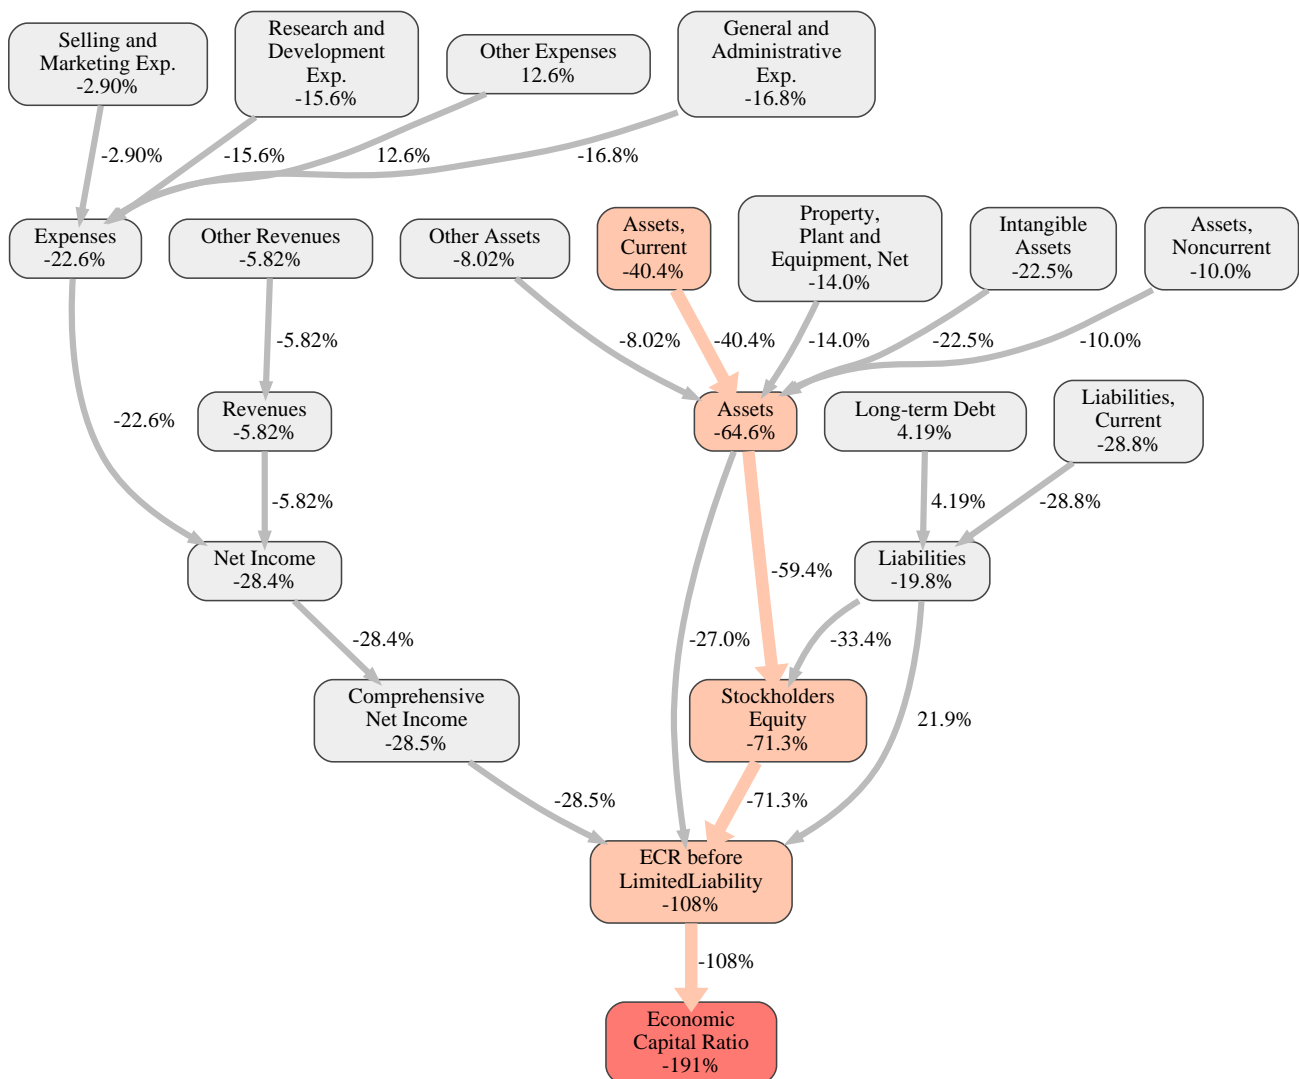 Selling and
Marketing Exp.
-2.90%
Research and
Development
Exp.
-15.6%
Other Expenses
12.6%
General and
Administrative
Exp.
-16.8%
-2.90%
-15.6%
12.6%
-16.8%
Expenses
-22.6%
Other Revenues
-5.82%
Other Assets
-8.02%
Assets,
Current
-40.4%
Property,
Plant and
Equipment, Net
-14.0%
Intangible
Assets
-22.5%
Assets,
Noncurrent
-10.0%
-5.82%
-8.02%
-40.4%
-14.0%
-22.5%
-10.0%
-22.6%
Revenues
-5.82%
Assets
-64.6%
Long-term Debt
4.19%
Liabilities,
Current
-28.8%
-5.82%
4.19%
-28.8%
Net Income
-28.4%
-59.4%
Liabilities
-19.8%
-28.4%
-27.0%
-33.4%
Comprehensive
Net Income
-28.5%
Stockholders
Equity
-71.3%
21.9%
-28.5%
-71.3%
ECR before
LimitedLiability
-108%
-108%
Economic
Capital Ratio
-191%